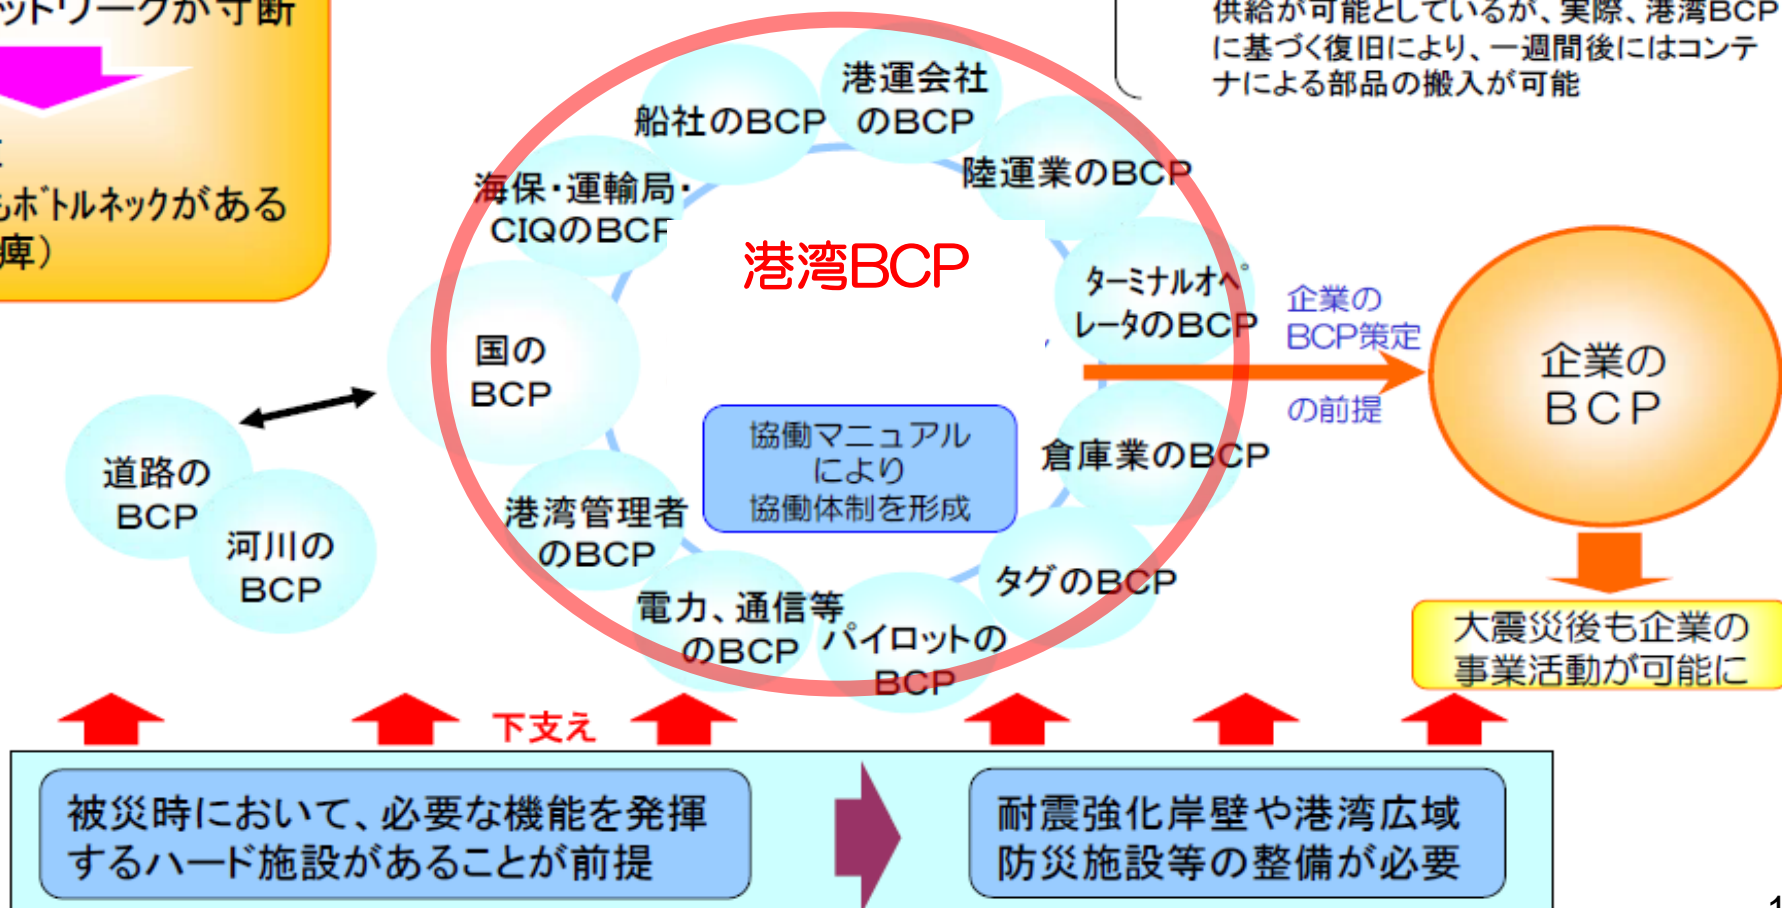 ットワークが寸断
もボトルネックがある
痺）
供給が可能としているが、実際、港湾BCP
に基づく復旧により、一週間後にはコンテ
ナによる部品の搬入が可能
港運会社
のBCP
船社のBCP
陸運業のBCP
海保・運輸局・
CIQのBCP
港湾BCP
ターミナルオペ
レータのBCP
企業の
BCP策定
の前提
企業の
BCP
国の
BCP
協働マニュアル
により
協働体制を形成
倉庫業のBCP
道路の
BCP
河川の
BCP
港湾管理者
のBCP
タグのBCP
電力、通信等
のBCP
パイロットの
BCP
大震災後も企業の
事業活動が可能に
下支え
被災時において、必要な機能を発揮
するハード施設があることが前提
耐震強化岸壁や港湾広域
防災施設等の整備が必要
1